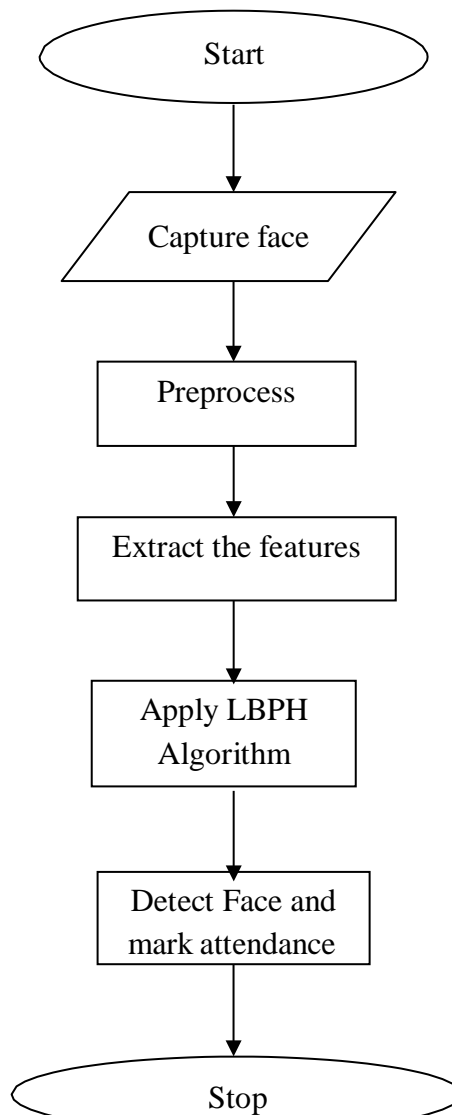 Start
Capture face
Preprocess
Extract the features
Apply LBPH
Algorithm
Detect Face and
mark attendance
Stop